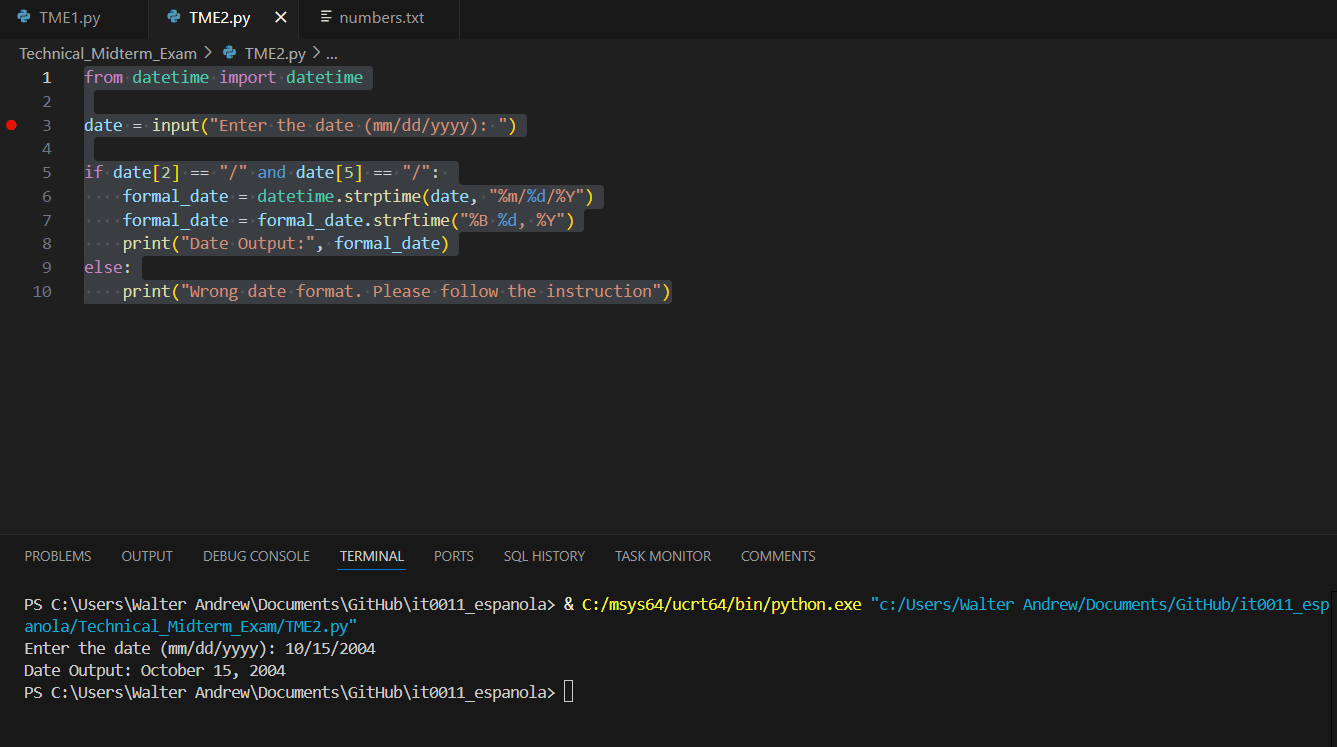 TME1.py TME2.py × numbers.txt
Technical_Midterm_Exam > TME2.py > ...
1 from datetime import datetime
2
3 date = input("Enter the date (mm/dd/yyyy): ")
4
5 if date[2] == "/" and date[5] == "/":
6     formal_date = datetime.strptime(date, "%m/%d/%Y")
7     formal_date = formal_date.strftime("%B %d, %Y")
8     print("Date Output:", formal_date)
9 else:
10     print("Wrong date format. Please follow the instruction")
PROBLEMS OUTPUT DEBUG CONSOLE TERMINAL PORTS SQL HISTORY TASK MONITOR COMMENTS
PS C:\Users\Walter Andrew\Documents\GitHub\it0011_espanola> & C:/msys64/ucrt64/bin/python.exe "c:/Users/Walter Andrew/Documents/GitHub/it0011_esp
anola/Technical_Midterm_Exam/TME2.py"
Enter the date (mm/dd/yyyy): 10/15/2004
Date Output: October 15, 2004
PS C:\Users\Walter Andrew\Documents\GitHub\it0011_espanola>